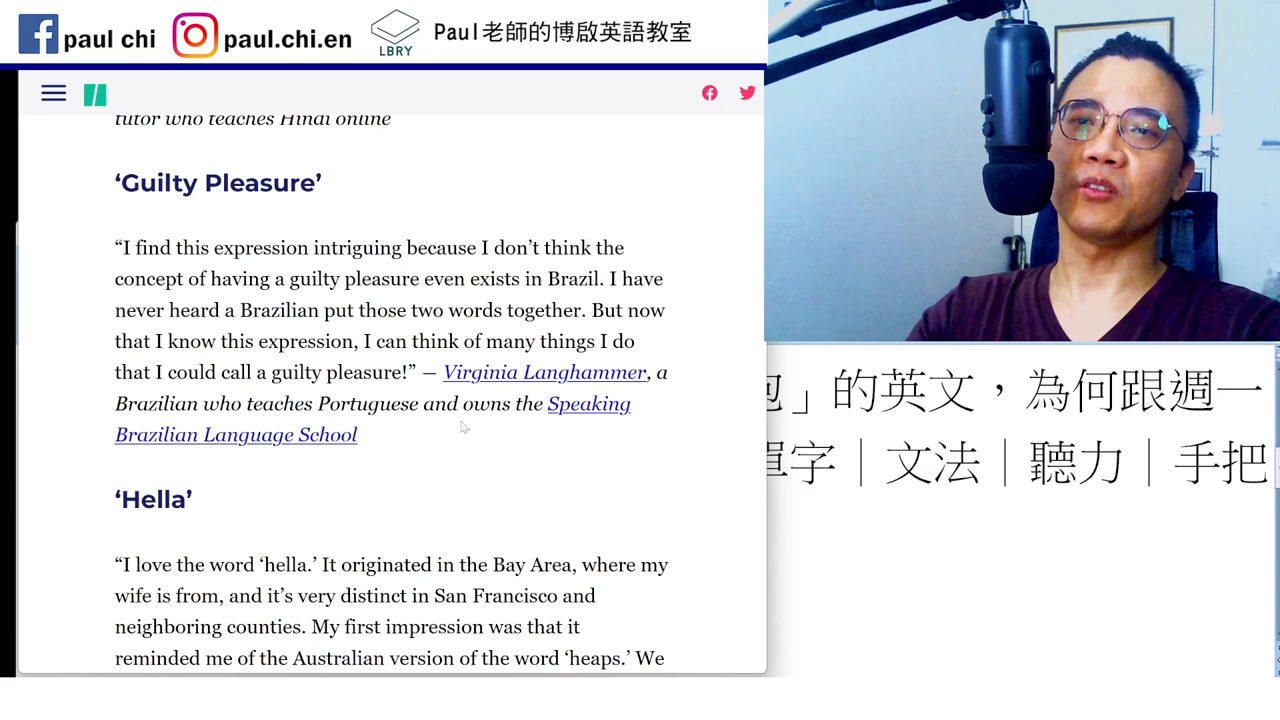 paul chi
paul.chi.en
LBRY
Paul老師的博啟英語教室
tutor who teaches Hindi online
‘Guilty Pleasure’
“I find this expression intriguing because I don’t think the
concept of having a guilty pleasure even exists in Brazil. I have
never heard a Brazilian put those two words together. But now
that I know this expression, I can think of many things I do
that I could call a guilty pleasure!” — Virginia Langhammer, a
Brazilian who teaches Portuguese and owns the Speaking
Brazilian Language School
‘Hella’
“I love the word ‘hella.’ It originated in the Bay Area, where my
wife is from, and it’s very distinct in San Francisco and
neighboring counties. My first impression was that it
reminded me of the Australian version of the word ‘heaps.’ We
」的英文，為何跟週一
字｜文法｜聽力｜手把